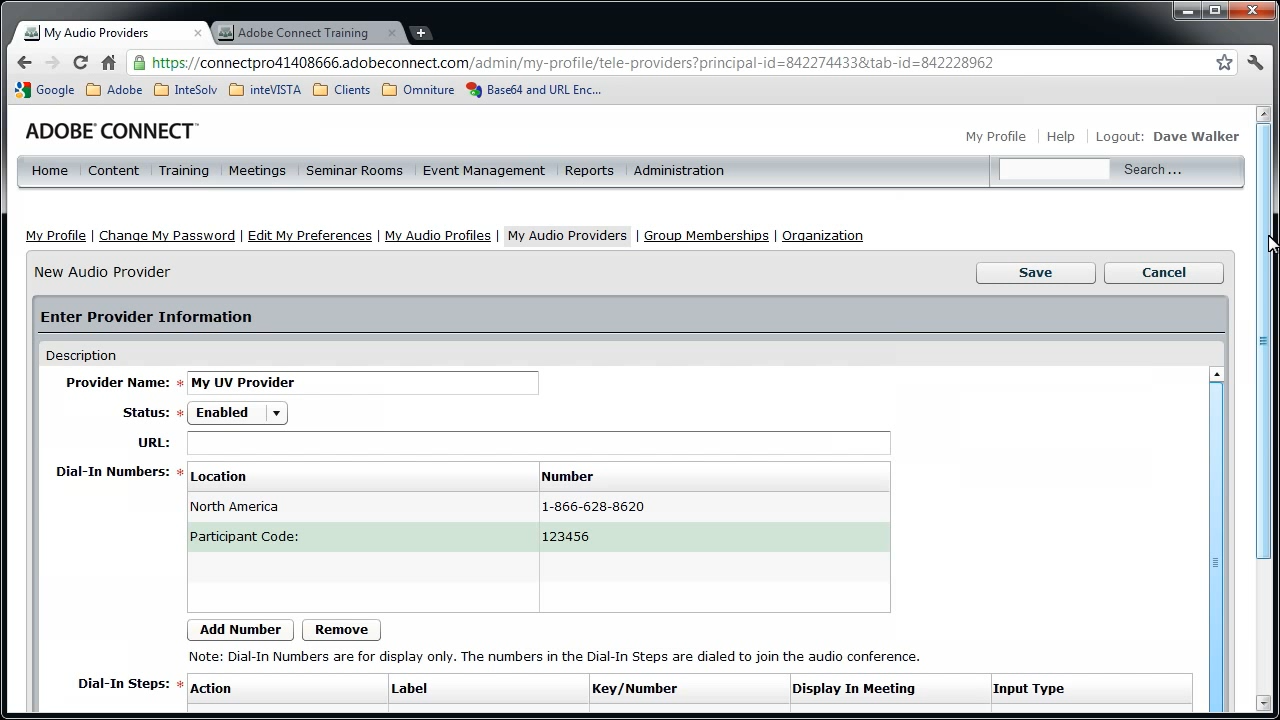 My Audio Providers
Adobe Connect Training
https://connectpro41408666.adobeconnect.com/admin/my-profile/tele-providers?principal-id=842274433&tab-id=842228962
Google Adobe InteSolv inteVISTA Clients Omniture Base64 and URL Enc...
ADOBE® CONNECT™
My Profile | Help | Logout: Dave Walker
Home Content Training Meetings Seminar Rooms Event Management Reports Administration Search ...
My Profile | Change My Password | Edit My Preferences | My Audio Profiles | My Audio Providers | Group Memberships | Organization
New Audio Provider Save Cancel
Enter Provider Information
Description
Provider Name: * My UV Provider
Status: * Enabled
URL:
Dial-In Numbers: * Location Number
North America 1-866-628-8620
Participant Code: 123456
Add Number Remove
Note: Dial-In Numbers are for display only. The numbers in the Dial-In Steps are dialed to join the audio conference.
Dial-In Steps: * Action Label Key/Number Display In Meeting Input Type